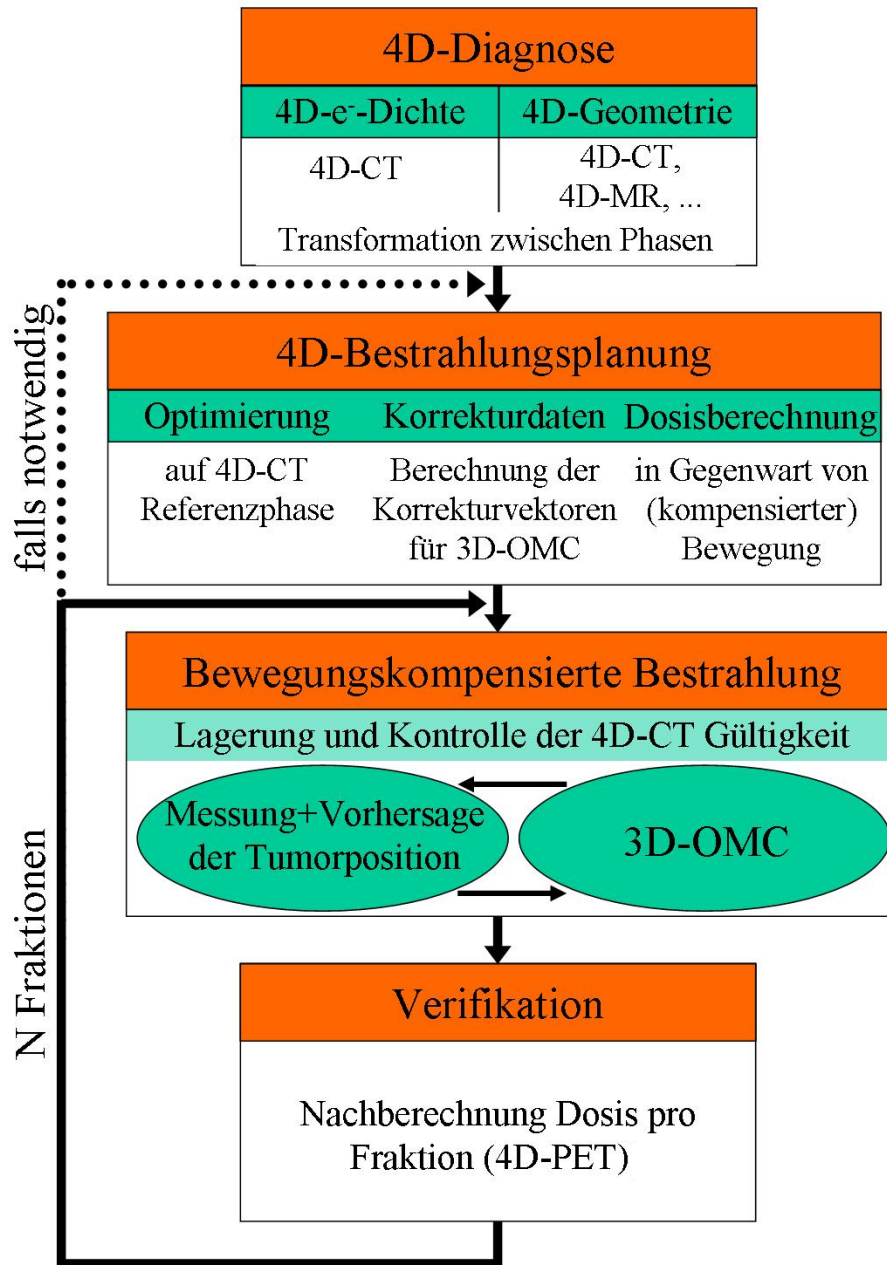 4D-Diagnose
4D-e⁻-Dichte
4D-Geometrie
4D-CT
4D-CT,
4D-MR, ...
Transformation zwischen Phasen
falls notwendig
4D-Bestrahlungsplanung
Optimierung
Korrekturdaten
Dosisberechnung
auf 4D-CT
Referenzphase
Berechnung der
Korrekturvektoren
für 3D-OMC
in Gegenwart von
(kompensierter)
Bewegung
N Fraktionen
Bewegungskompensierte Bestrahlung
Lagerung und Kontrolle der 4D-CT Gültigkeit
Messung+Vorhersage
der Tumorposition
3D-OMC
Verifikation
Nachberechnung Dosis pro
Fraktion (4D-PET)